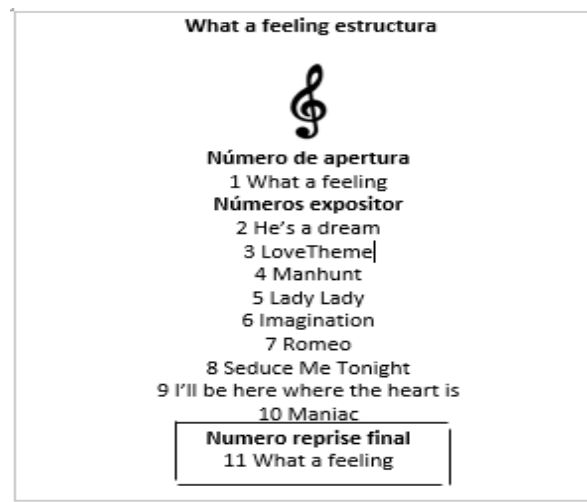 What a feeling estructura
Número de apertura
1 What a feeling
Números expositor
2 He's a dream
3 LoveTheme
4 Manhunt
5 Lady Lady
6 Imagination
7 Romeo
8 Seduce Me Tonight
9 I'll be here where the heart is
10 Maniac
Numero reprise final
11 What a feeling